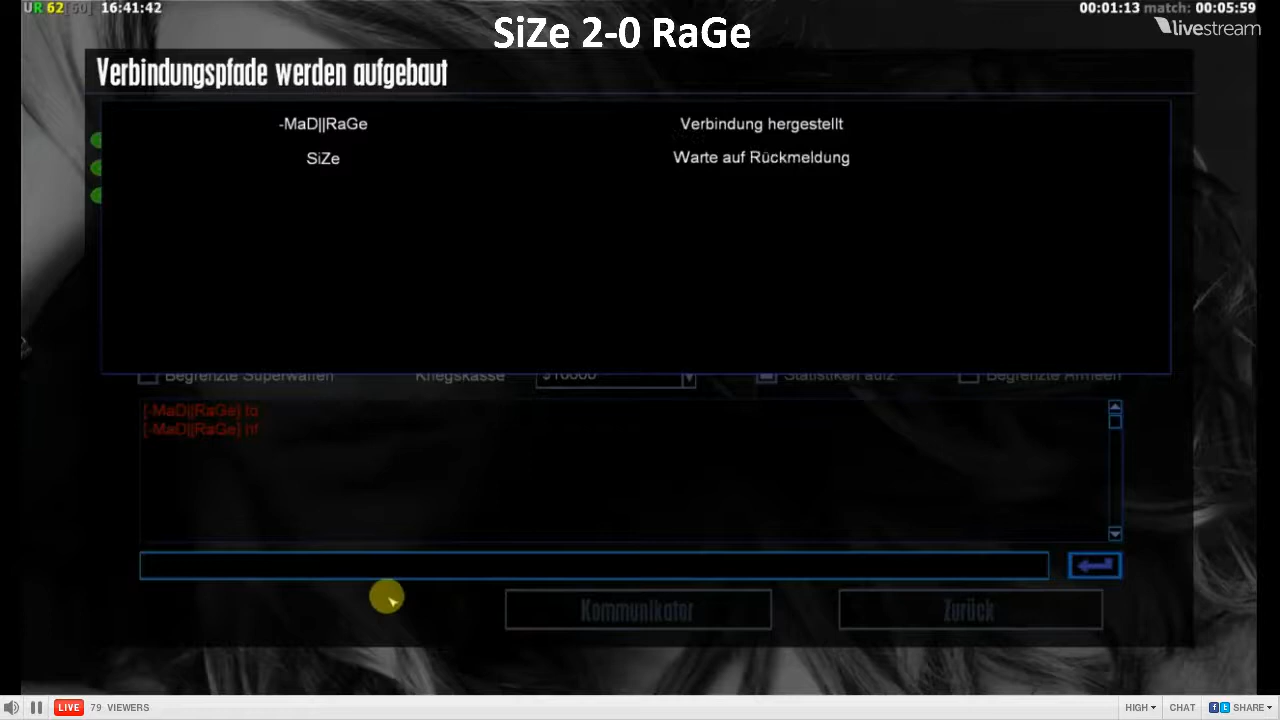 UR 62 [60] 16:41:42
SiZe 2-0 RaGe
00:01:13 match: 00:05:59
livestream
Verbindungspfade werden aufgebaut
-MaD||RaGe Verbindung hergestellt
SiZe Warte auf Rückmeldung
Begrenzte Superwaffen Kriegskasse $10000 Statistiken aufz. Begrenzte Armeen
[-MaD||RaGe]
[-MaD||RaGe] hf
Kommunikator Zurück
LIVE 79 VIEWERS
HIGH CHAT SHARE